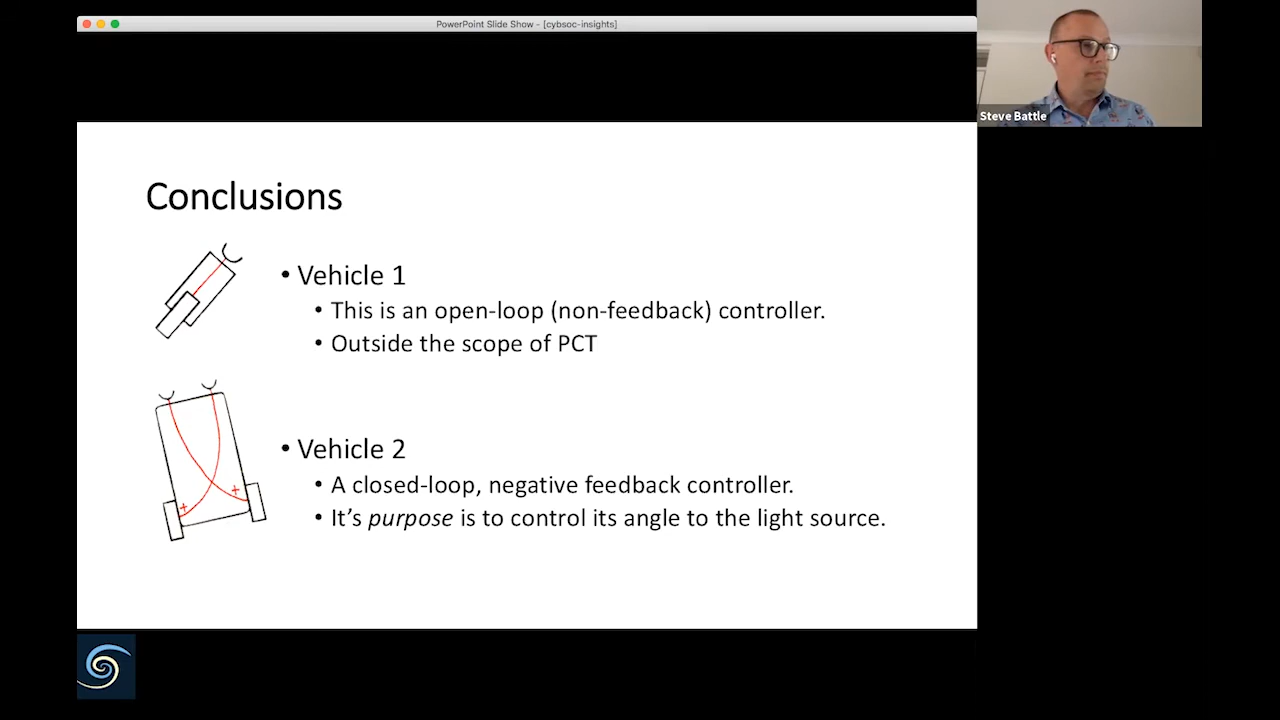 PowerPoint Slide Show - [cybsoc-insights]
Steve Battle
Conclusions
• Vehicle 1
• This is an open-loop (non-feedback) controller.
• Outside the scope of PCT
• Vehicle 2
• A closed-loop, negative feedback controller.
• It’s purpose is to control its angle to the light source.
+
+